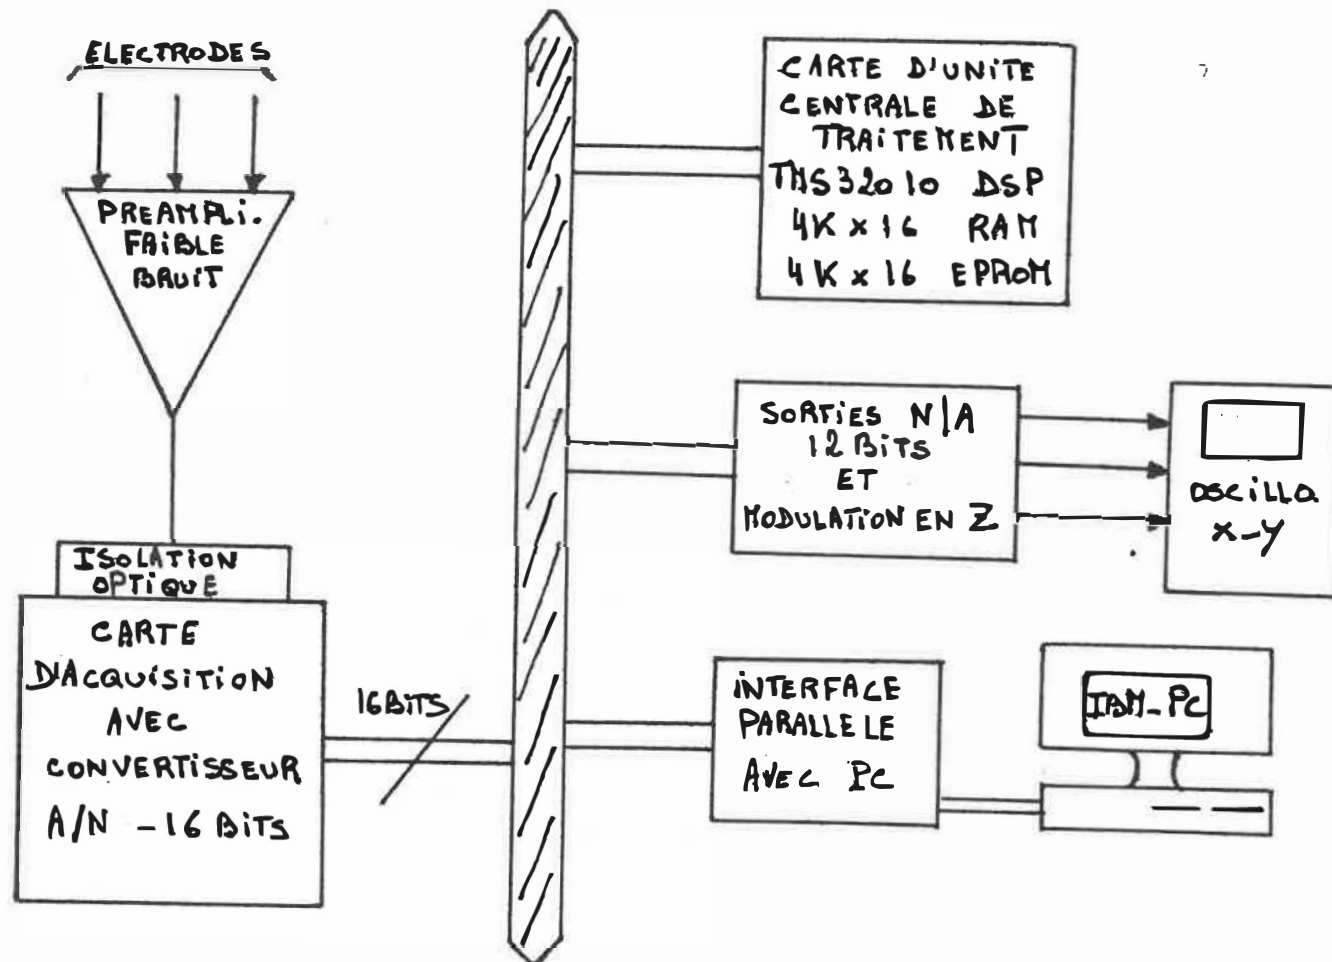 ELECTRODES
PREAMPLI.
FAIBLE
BRUIT
ISOLATION
OPTIQUE
CARTE
D'ACQUISITION
AVEC
CONVERTISSEUR
A/N - 16 BITS
16 BITS
CARTE D'UNITE
CENTRALE DE
TRAITEMENT
TMS32010 DSP
4K x 16 RAM
4K x 16 EPROM
SORTIES N/A
12 BITS
ET
MODULATION EN Z
OSCILLO
X-Y
INTERFACE
PARALLELE
AVEC PC
IBM-PC